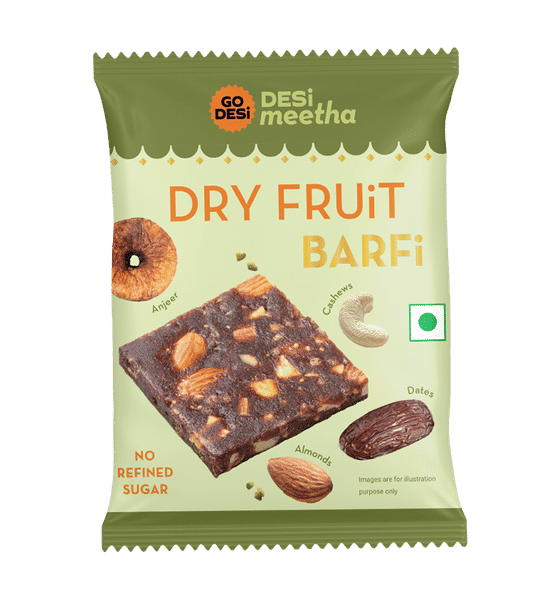 GO
DESi
DESi
meetha
DRY FRUiT
BARFi
Anjeer
Cashews
Dates
Almonds
NO
REFINED
SUGAR
Images are for illustration
purpose only